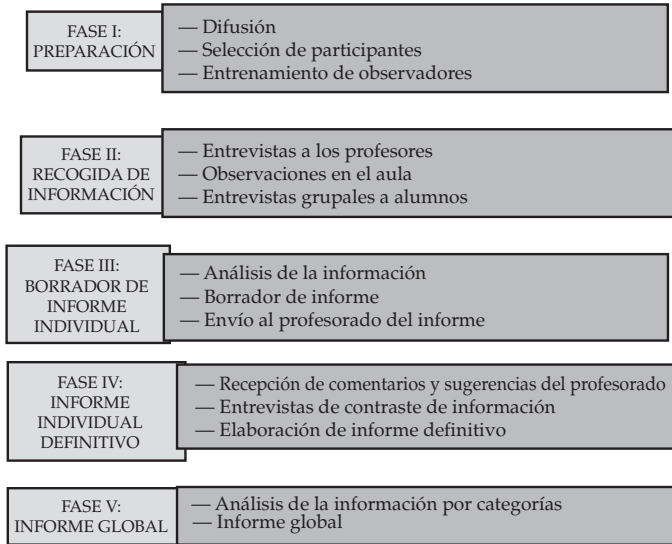 FASE I:
PREPARACIÓN
— Difusión
— Selección de participantes
— Entrenamiento de observadores
FASE II:
RECOGIDA DE
INFORMACIÓN
— Entrevistas a los profesores
— Observaciones en el aula
— Entrevistas grupales a alumnos
FASE III:
BORRADOR DE
INFORME
INDIVIDUAL
— Análisis de la información
— Borrador de informe
— Envío al profesorado del informe
FASE IV:
INFORME
INDIVIDUAL
DEFINITIVO
— Recepción de comentarios y sugerencias del profesorado
— Entrevistas de contraste de información
— Elaboración de informe definitivo
FASE V:
INFORME GLOBAL
— Análisis de la información por categorías
— Informe global